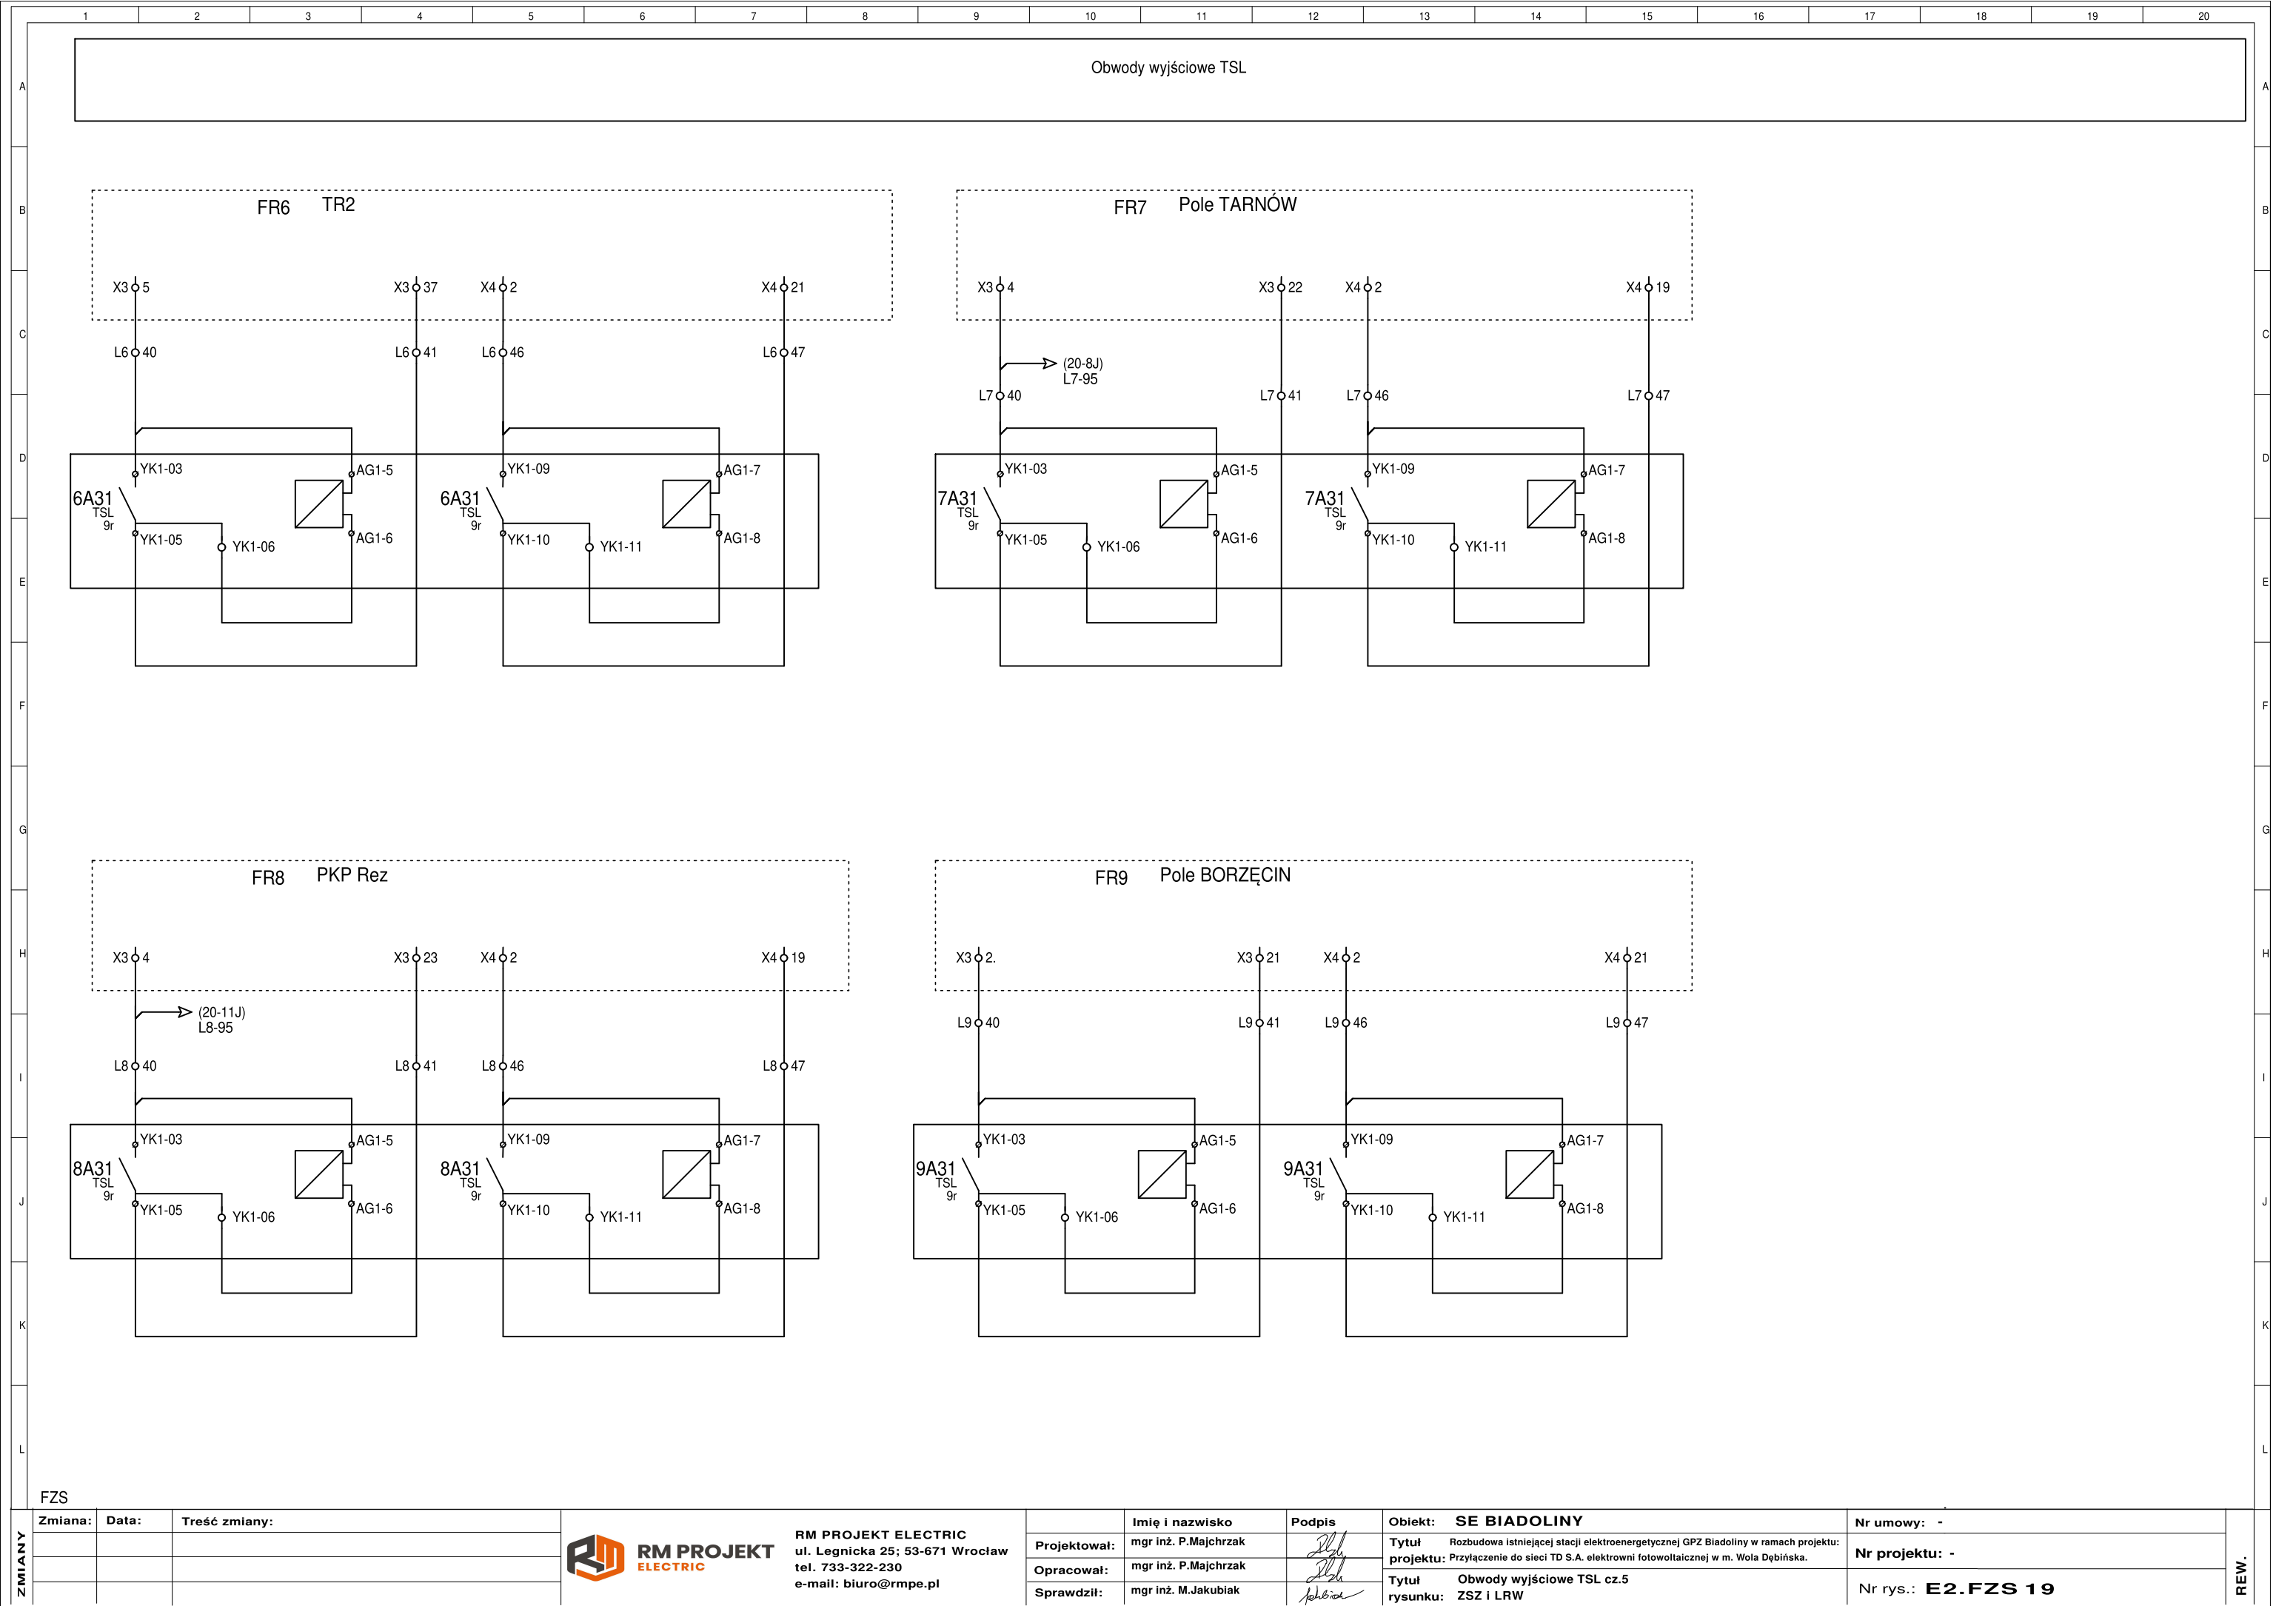 1 2 3 4 5 6 7 8 9 10 11 12 13 14 15 16 17 18 19 20
Obwody wyjściowe TSL
A A
B B
C C
D D
E E
F F
G G
H H
I I
J J
K K
L L
FR6 TR2
X3 5 X3 37 X4 2 X4 21
L6 40 L6 41 L6 46 L6 47
YK1-03 AG1-5 YK1-09 AG1-7
6A31 6A31
TSL TSL
9r 9r
YK1-05 YK1-06 AG1-6 YK1-10 YK1-11 AG1-8
FR7 Pole TARNÓW
X3 4 X3 22 X4 2 X4 19
(20-8J)
L7-95
L7 40 L7 41 L7 46 L7 47
YK1-03 AG1-5 YK1-09 AG1-7
7A31 7A31
TSL TSL
9r 9r
YK1-05 YK1-06 AG1-6 YK1-10 YK1-11 AG1-8
FR8 PKP Rez
X3 4 X3 23 X4 2 X4 19
(20-11J)
L8-95
L8 40 L8 41 L8 46 L8 47
YK1-03 AG1-5 YK1-09 AG1-7
8A31 8A31
TSL TSL
9r 9r
YK1-05 YK1-06 AG1-6 YK1-10 YK1-11 AG1-8
FR9 Pole BORZĘCIN
X3 2. X3 21 X4 2 X4 21
L9 40 L9 41 L9 46 L9 47
YK1-03 AG1-5 YK1-09 AG1-7
9A31 9A31
TSL TSL
9r 9r
YK1-05 YK1-06 AG1-6 YK1-10 YK1-11 AG1-8
FZS
ZMIANY
Zmiana: Data: Treść zmiany:
RM PROJEKT
ELECTRIC
RM PROJEKT ELECTRIC
ul. Legnicka 25; 53-671 Wrocław
tel. 733-322-230
e-mail: biuro@rmpe.pl
Imię i nazwisko Podpis
Projektował: mgr inż. P.Majchrzak
Opracował: mgr inż. P.Majchrzak
Sprawdził: mgr inż. M.Jakubiak
Obiekt: SE BIADOLINY
Tytuł projektu: Rozbudowa istniejącej stacji elektroenergetycznej GPZ Biadoliny w ramach projektu:
Przyłączenie do sieci TD S.A. elektrowni fotowoltaicznej w m. Wola Dębińska.
Tytuł rysunku: Obwody wyjściowe TSL cz.5
ZSZ i LRW
Nr umowy: -
Nr projektu: -
Nr rys.: E2.FZS 19
REW.